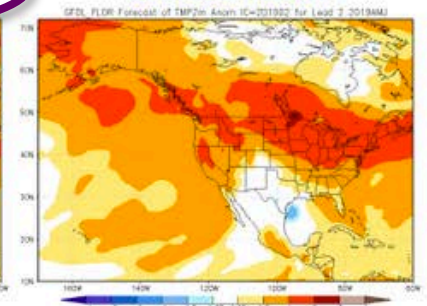 GFDL FLOR Forecast of TMP2m Anom IC=201902 for Lead 2 2019AMJ
70N
60N
50N
40N
30N
20N
10N
160W
140W
120W
100W
80W
60W